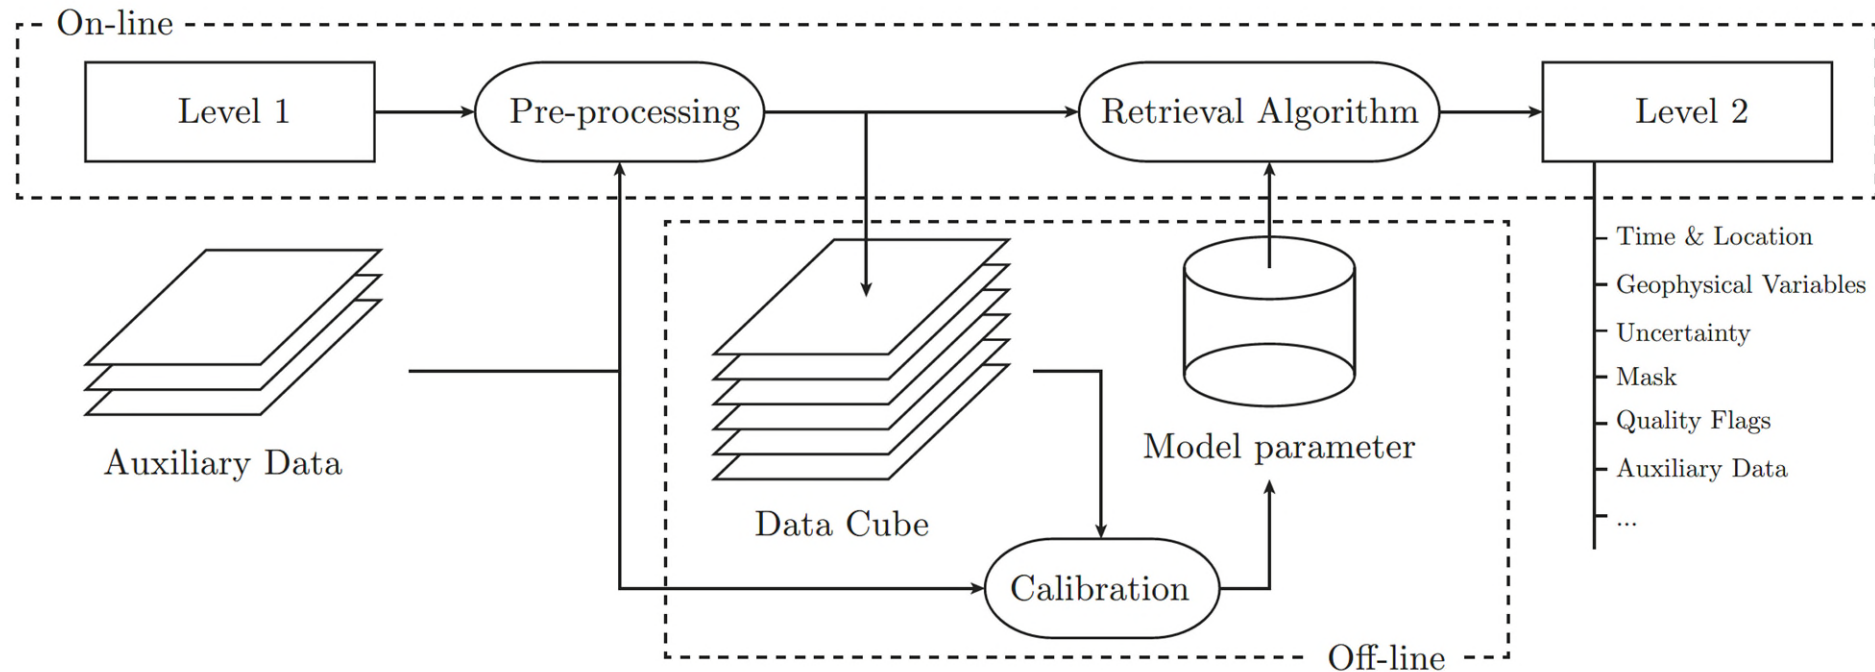 On-line
Level 1
Pre-processing
Retrieval Algorithm
Level 2
Time & Location
Geophysical Variables
Uncertainty
Mask
Quality Flags
Auxiliary Data
...
Auxiliary Data
Data Cube
Model parameter
Calibration
Off-line